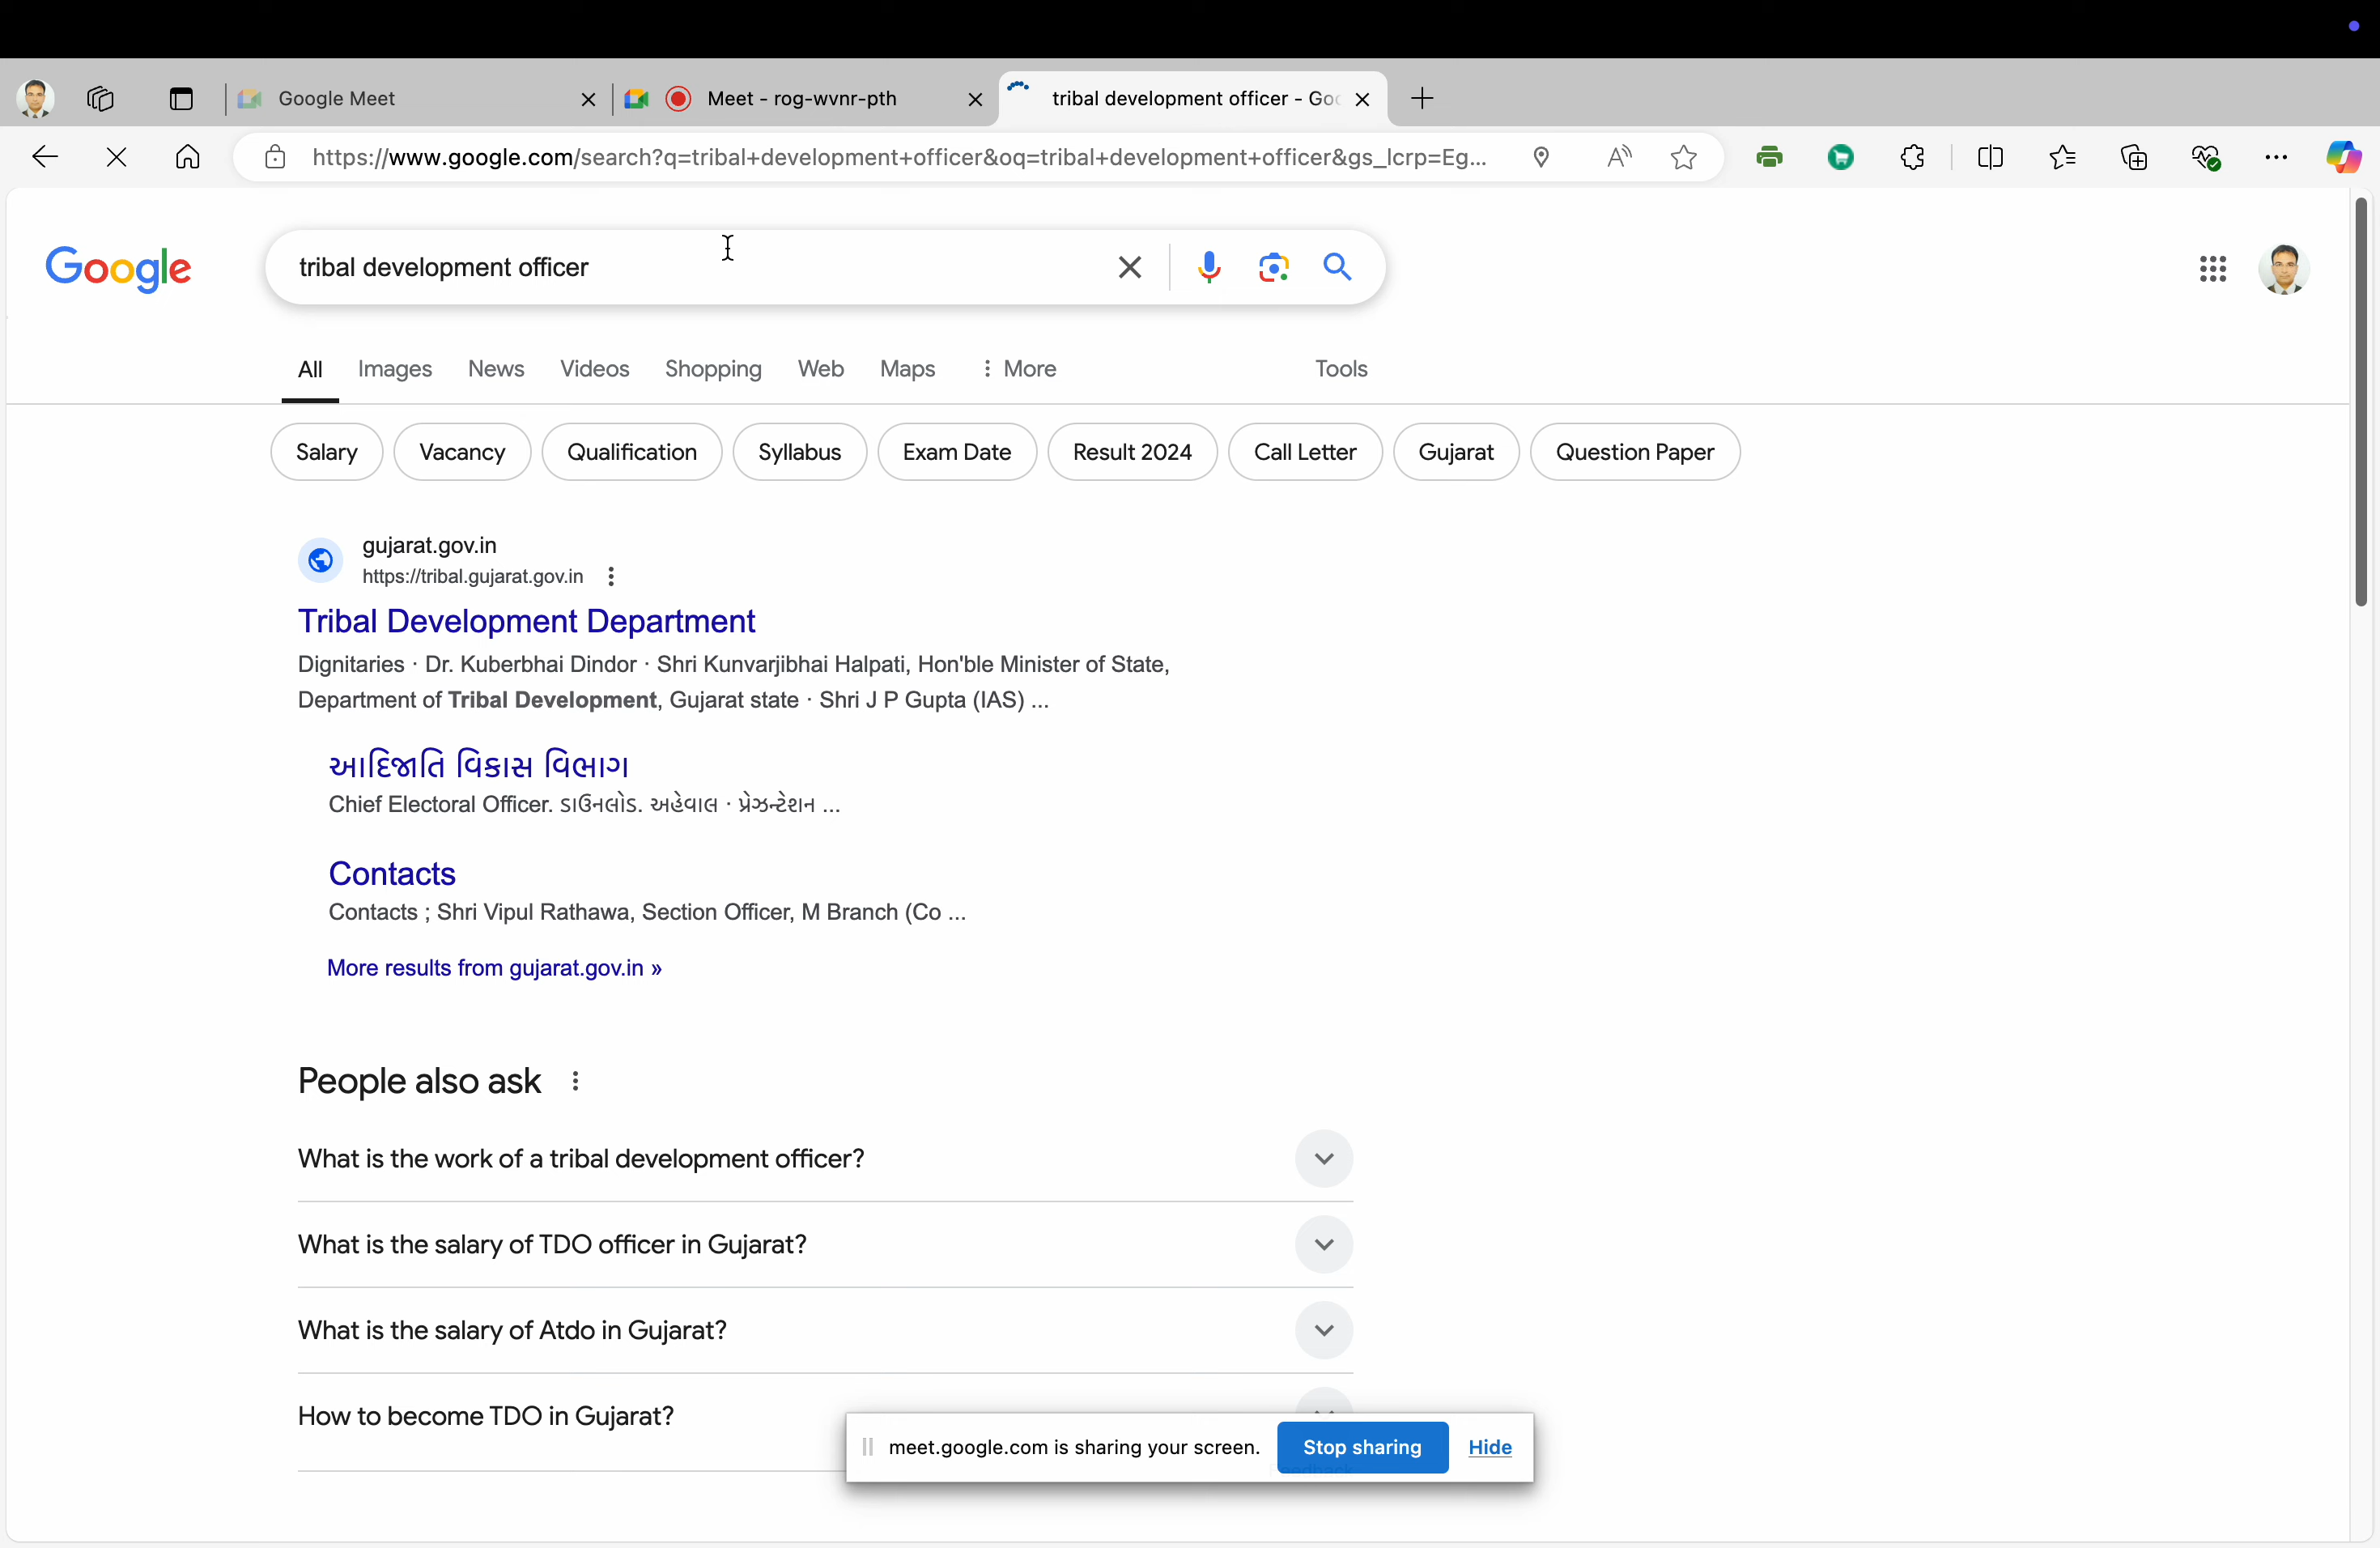 Google Meet
Meet - rog-wvnr-pth
tribal development officer - Goo
https://www.google.com/search?q=tribal+development+officer&oq=tribal+development+officer&gs_lcrp=Eg...
Google
tribal development officer
All Images News Videos Shopping Web Maps More Tools
Salary Vacancy Qualification Syllabus Exam Date Result 2024 Call Letter Gujarat Question Paper
gujarat.gov.in
https://tribal.gujarat.gov.in
Tribal Development Department
Dignitaries · Dr. Kuberbhai Dindor · Shri Kunvarjibhai Halpati, Hon'ble Minister of State,
Department of Tribal Development, Gujarat state · Shri J P Gupta (IAS) ...
આદિજાતિ વિકાસ વિભાગ
Chief Electoral Officer. ડાઉનલોડ. અહેવાલ · પ્રેઝન્ટેશન ...
Contacts
Contacts ; Shri Vipul Rathawa, Section Officer, M Branch (Co ...
More results from gujarat.gov.in »
People also ask
What is the work of a tribal development officer?
What is the salary of TDO officer in Gujarat?
What is the salary of Atdo in Gujarat?
How to become TDO in Gujarat?
meet.google.com is sharing your screen. Stop sharing Hide